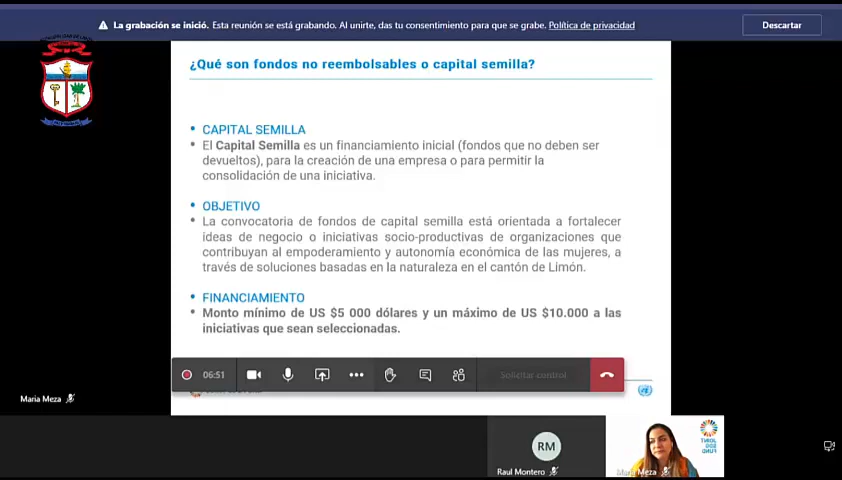 La grabación se inició. Esta reunión se está grabando. Al unirte, das tu consentimiento para que se grabe. Política de privacidad
Descartar
¿Qué son fondos no reembolsables o capital semilla?
• CAPITAL SEMILLA
• El Capital Semilla es un financiamiento inicial (fondos que no deben ser
devueltos), para la creación de una empresa o para permitir la
consolidación de una iniciativa.
• OBJETIVO
• La convocatoria de fondos de capital semilla está orientada a fortalecer
ideas de negocio o iniciativas socio-productivas de organizaciones que
contribuyan al empoderamiento y autonomía económica de las mujeres, a
través de soluciones basadas en la naturaleza en el cantón de Limón.
• FINANCIAMIENTO
• Monto mínimo de US $5 000 dólares y un máximo de US $10.000 a las
iniciativas que sean seleccionadas.
06:51
Solicitar control
Maria Meza
RM
Raul Montero
Maria Meza
JOINT
SDG
FUND